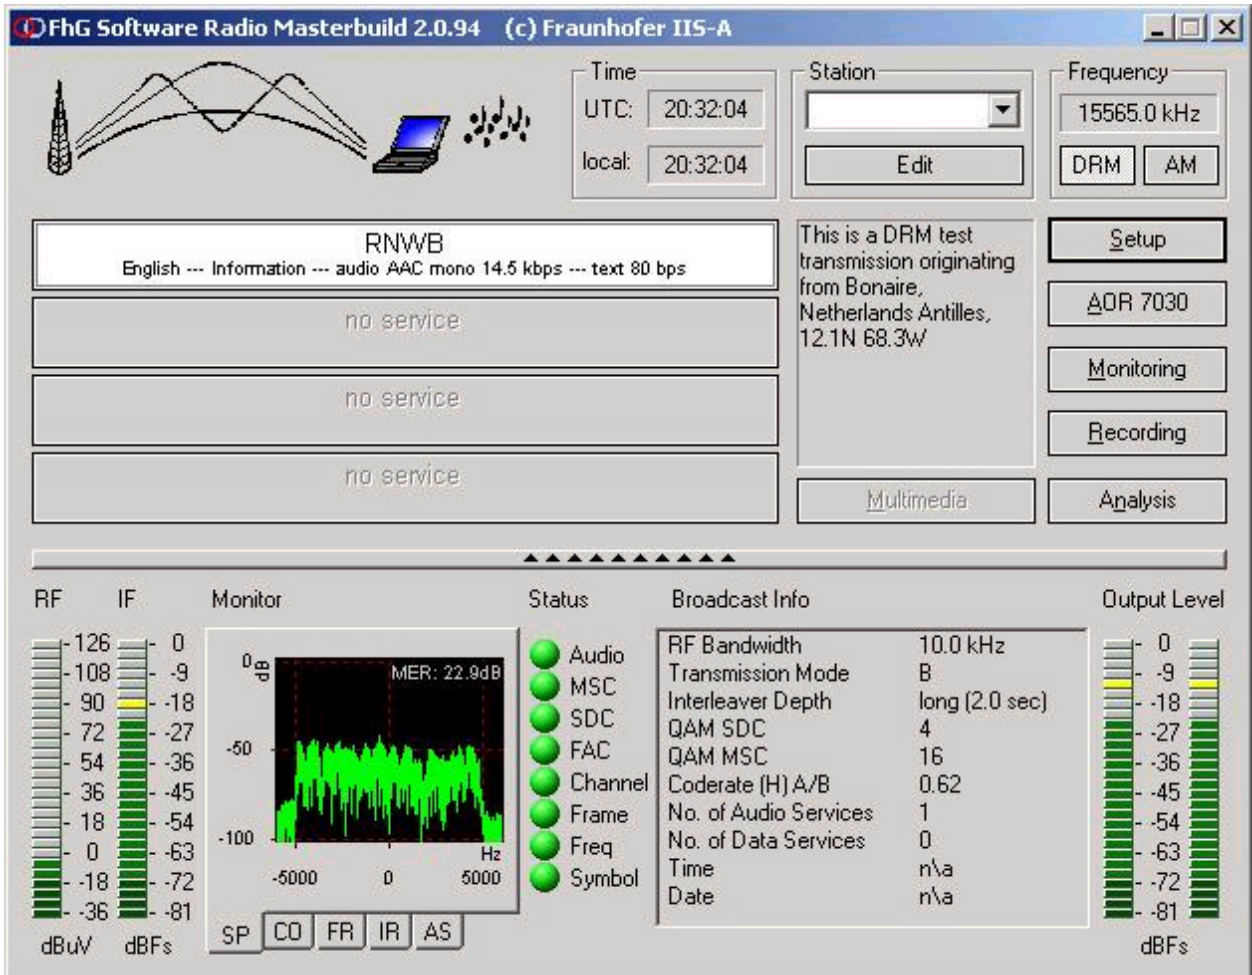 FhG Software Radio Masterbuild 2.0.94 (c) Fraunhofer IIS-A
Time
UTC: 20:32:04
local: 20:32:04
Station
Edit
Frequency
15565.0 kHz
DRM AM
RNWB
English --- Information --- audio AAC mono 14.5 kbps --- text 80 bps
no service
no service
no service
This is a DRM test
transmission originating
from Bonaire,
Netherlands Antilles,
12.1N 68.3W
Multimedia
Setup
AOR 7030
Monitoring
Recording
Analysis
RF
126
108
90
72
54
36
18
0
-18
-36
dBuV
IF
0
-9
-18
-27
-36
-45
-54
-63
-72
-81
dBFs
Monitor
MER: 22.9dB
0
dB
-50
-100
Hz
-5000 0 5000
SP CO FR IR AS
Status
Audio
MSC
SDC
FAC
Channel
Frame
Freq
Symbol
Broadcast Info
RF Bandwidth 10.0 kHz
Transmission Mode B
Interleaver Depth long (2.0 sec)
QAM SDC 4
QAM MSC 16
Coderate (H) A/B 0.62
No. of Audio Services 1
No. of Data Services 0
Time n\a
Date n\a
Output Level
0
-9
-18
-27
-36
-45
-54
-63
-72
-81
dBFs